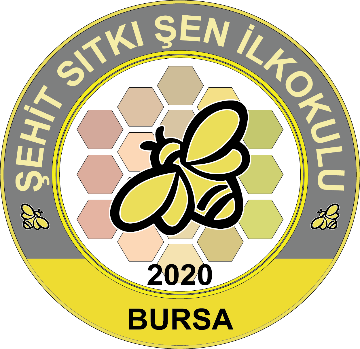 ŞEHİT SITKI ŞEN İLKOKULU
2020
BURSA